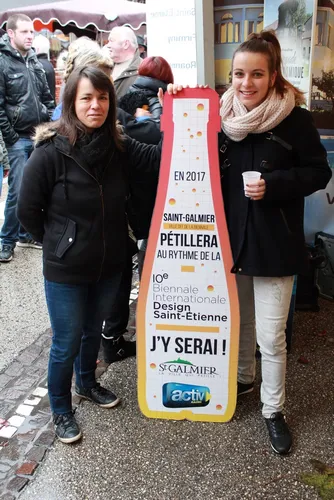 EN 2017
SAINT-GALMIER
PÉTILLERA
AU RYTHME DE LA
10e
Biennale
Internationale
Design
Saint-Étienne
J'Y SERAI !
ST GALMIER
activ